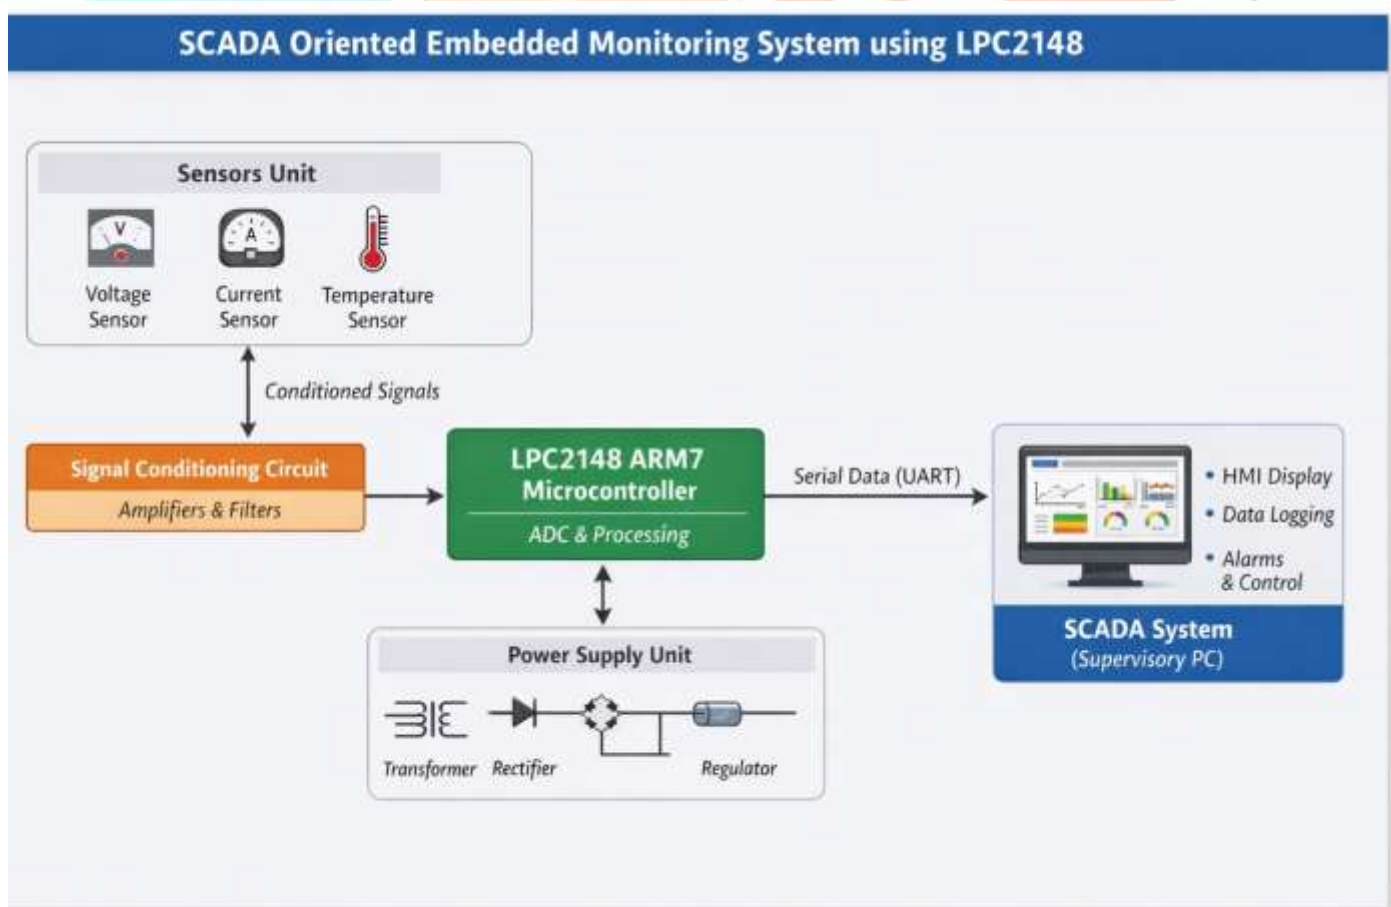 SCADA Oriented Embedded Monitoring System using LPC2148
Sensors Unit
V
A
Voltage
Sensor
Current
Sensor
Temperature
Sensor
Conditioned Signals
Signal Conditioning Circuit
Amplifiers & Filters
LPC2148 ARM7
Microcontroller
ADC & Processing
Serial Data (UART)
• HMI Display
• Data Logging
• Alarms
& Control
SCADA System
(Supervisory PC)
Power Supply Unit
Transformer
Rectifier
Regulator